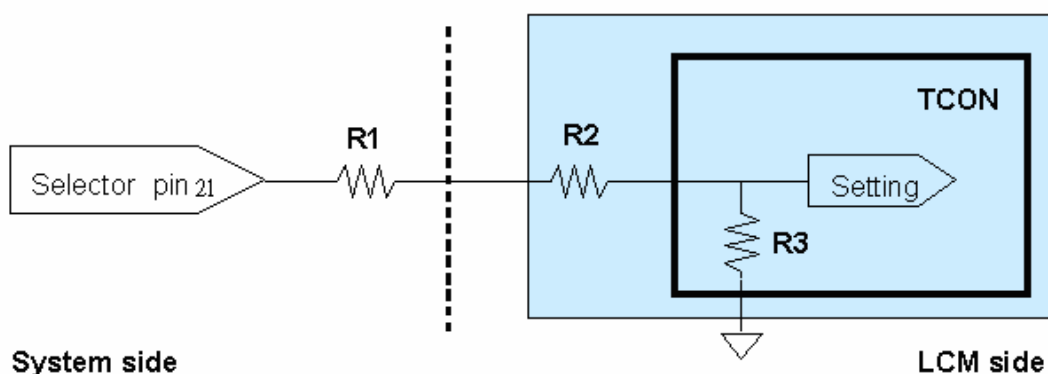 TCON
R1
R2
Selector pin 21
Setting
R3
System side
LCM side